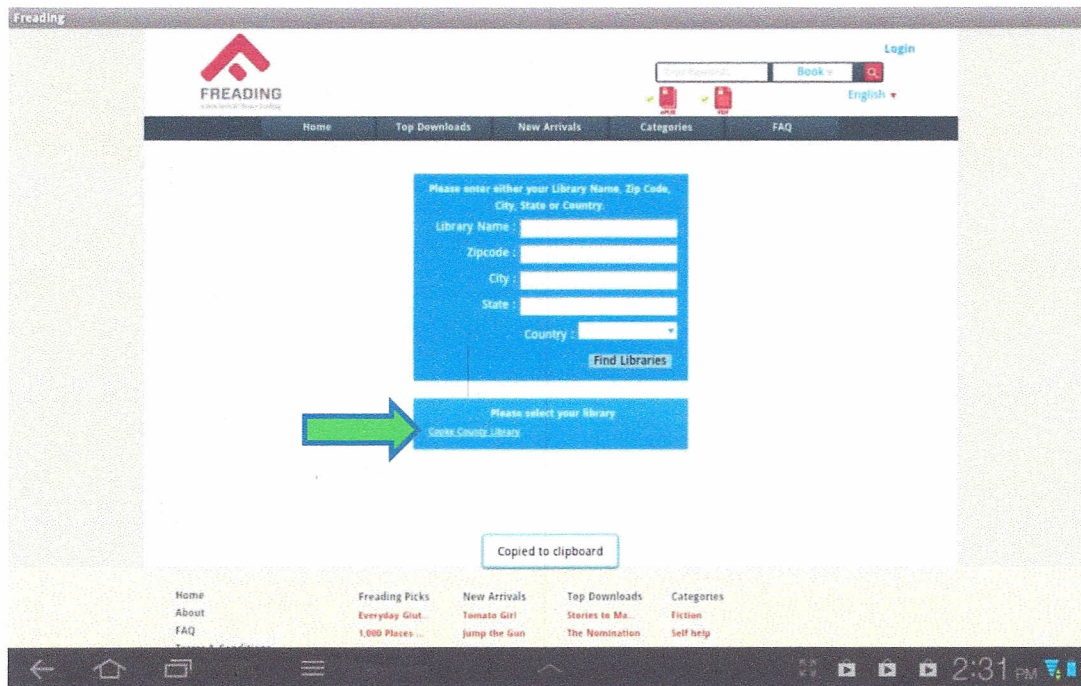 Freading
Login
FREADING
Book
English
Home Top Downloads New Arrivals Categories FAQ
Please enter either your Library Name, Zip Code,
City, State or Country.
Library Name :
Zipcode :
City :
State :
Country :
Find Libraries
Please select your library
Cooke County Library
Copied to clipboard
Home Freading Picks New Arrivals Top Downloads Categories
About Everyday Glut... Tomato Girl Stories to Ma... Fiction
FAQ 1,000 Places ... Jump the Gun The Nomination Self help
Terms & Conditions
2:31 PM